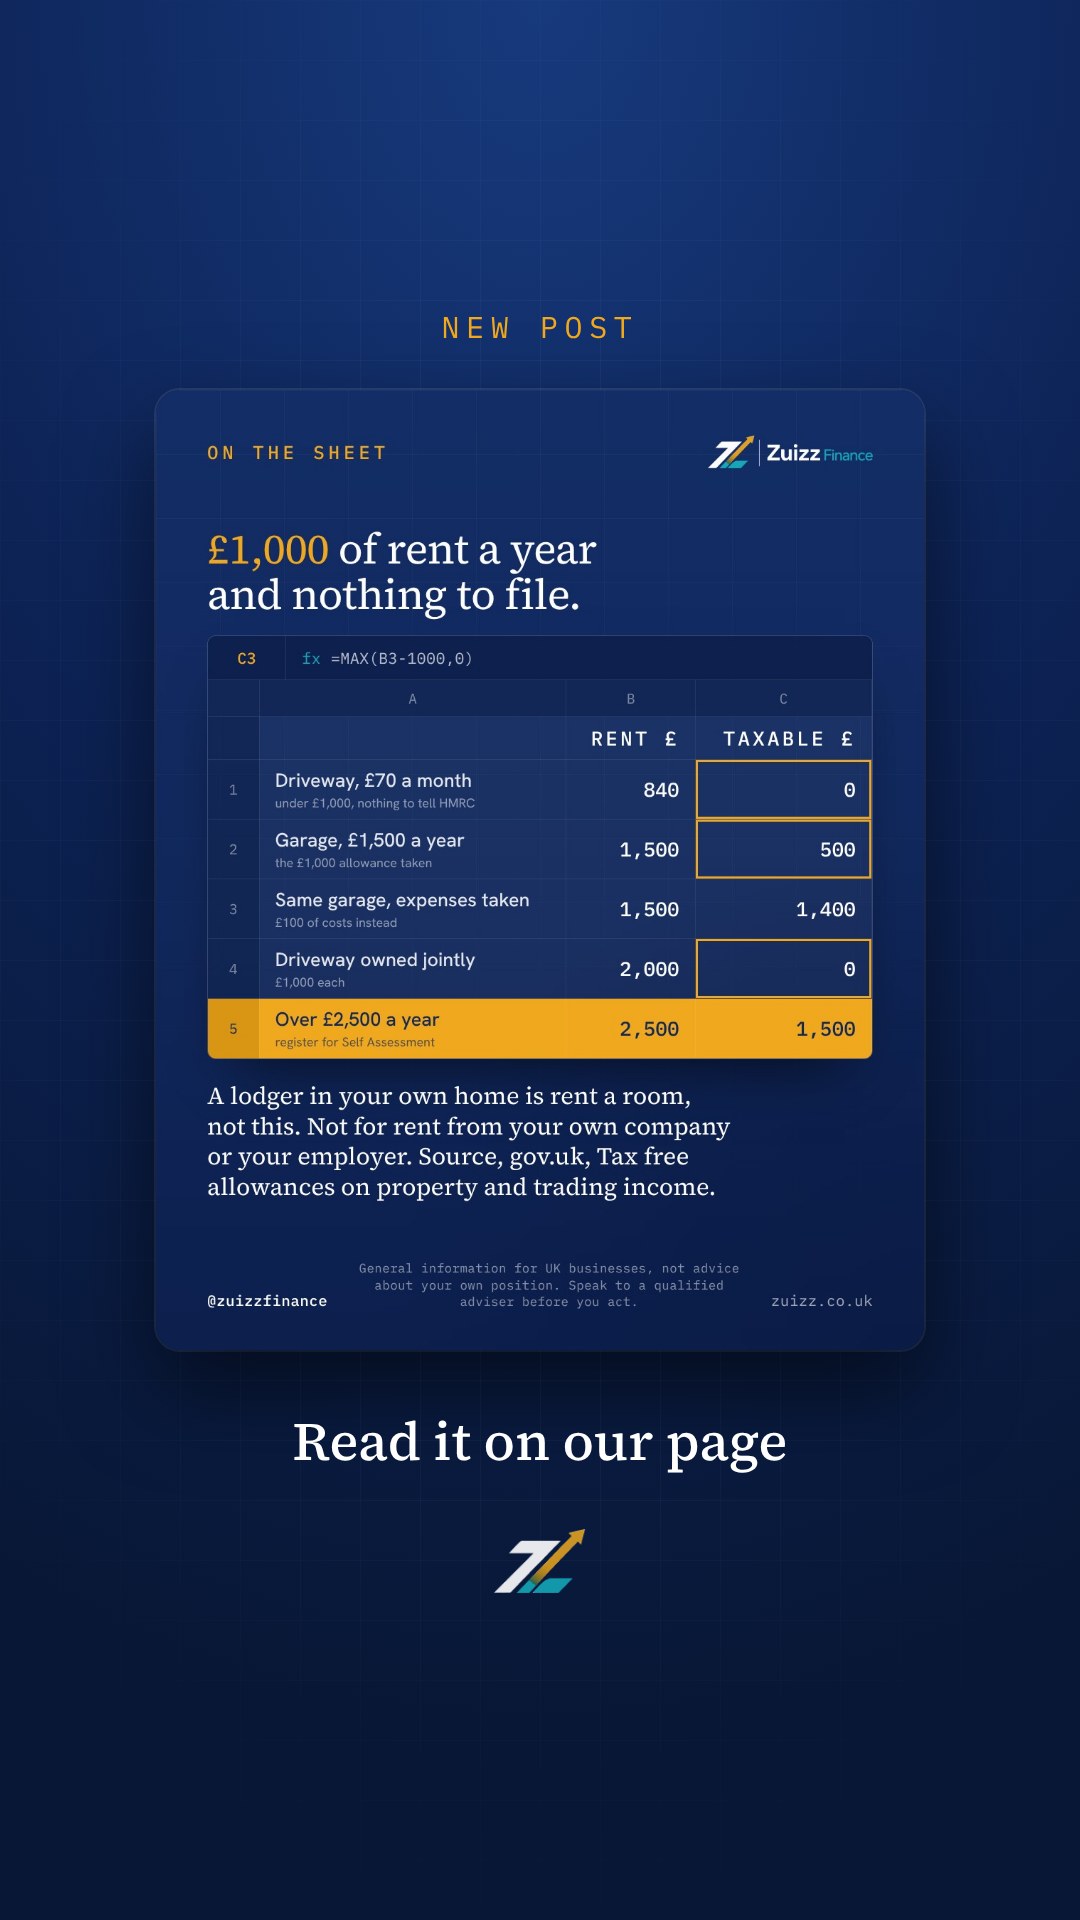 NEW POST
ON THE SHEET
Zuizz Finance
£1,000 of rent a year
and nothing to file.
C3 fx =MAX(B3-1000,0)
A B C
RENT £ TAXABLE £
1 Driveway, £70 a month 840 0
under £1,000, nothing to tell HMRC
2 Garage, £1,500 a year 1,500 500
the £1,000 allowance taken
3 Same garage, expenses taken 1,500 1,400
£100 of costs instead
4 Driveway owned jointly 2,000 0
£1,000 each
5 Over £2,500 a year 2,500 1,500
register for Self Assessment
A lodger in your own home is rent a room,
not this. Not for rent from your own company
or your employer. Source, gov.uk, Tax free
allowances on property and trading income.
General information for UK businesses, not advice
about your own position. Speak to a qualified
adviser before you act.
@zuizzfinance
zuizz.co.uk
Read it on our page